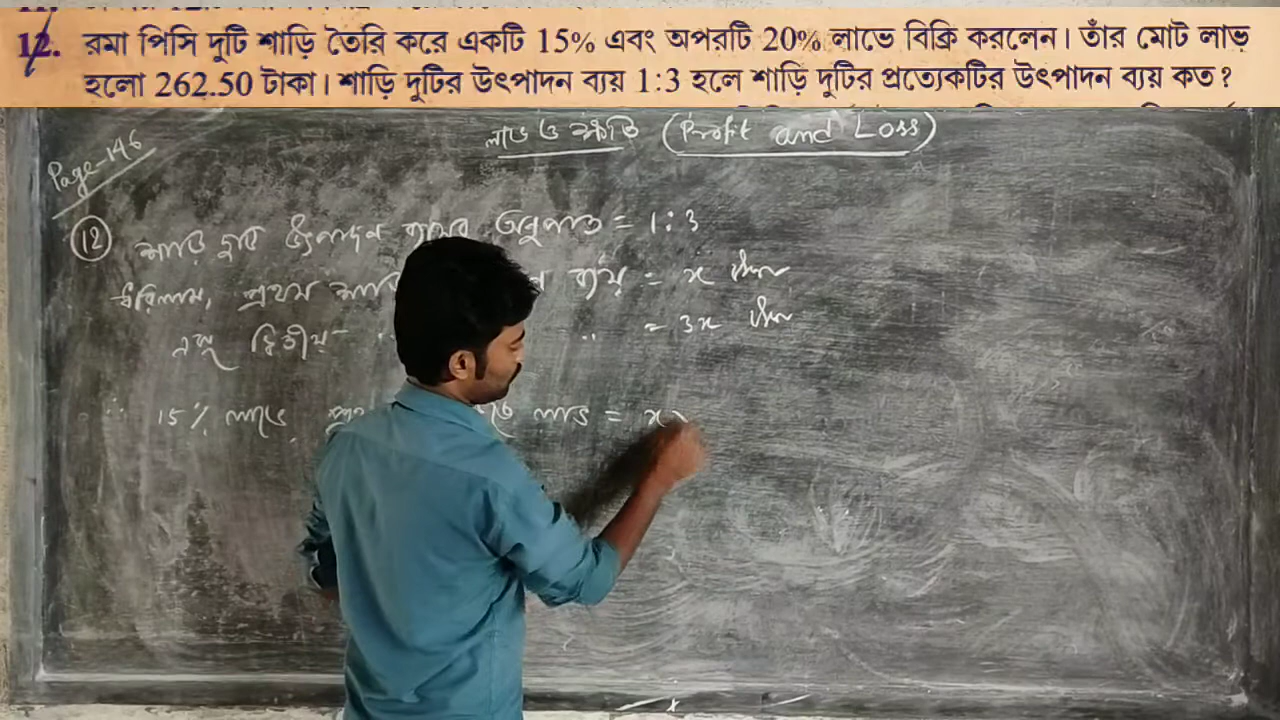 12. রমা পিসি দুটি শাড়ি তৈরি করে একটি 15% এবং অপরটি 20% লাভে বিক্রি করলেন। তাঁর মোট লাভ
হলো 262.50 টাকা। শাড়ি দুটির উৎপাদন ব্যয় 1:3 হলে শাড়ি দুটির প্রত্যেকটির উৎপাদন ব্যয় কত?
লাভ ও ক্ষতি (Profit and Loss)
Page-146
12 শাড়ি দুটির উৎপাদন ব্যয়ের অনুপাত = 1:3
ধরিলাম, প্রথম শাড়ি ব্যয় = x টাকা
এবং দ্বিতীয় = 3x টাকা
∴ 15% লাভে লাভ = x